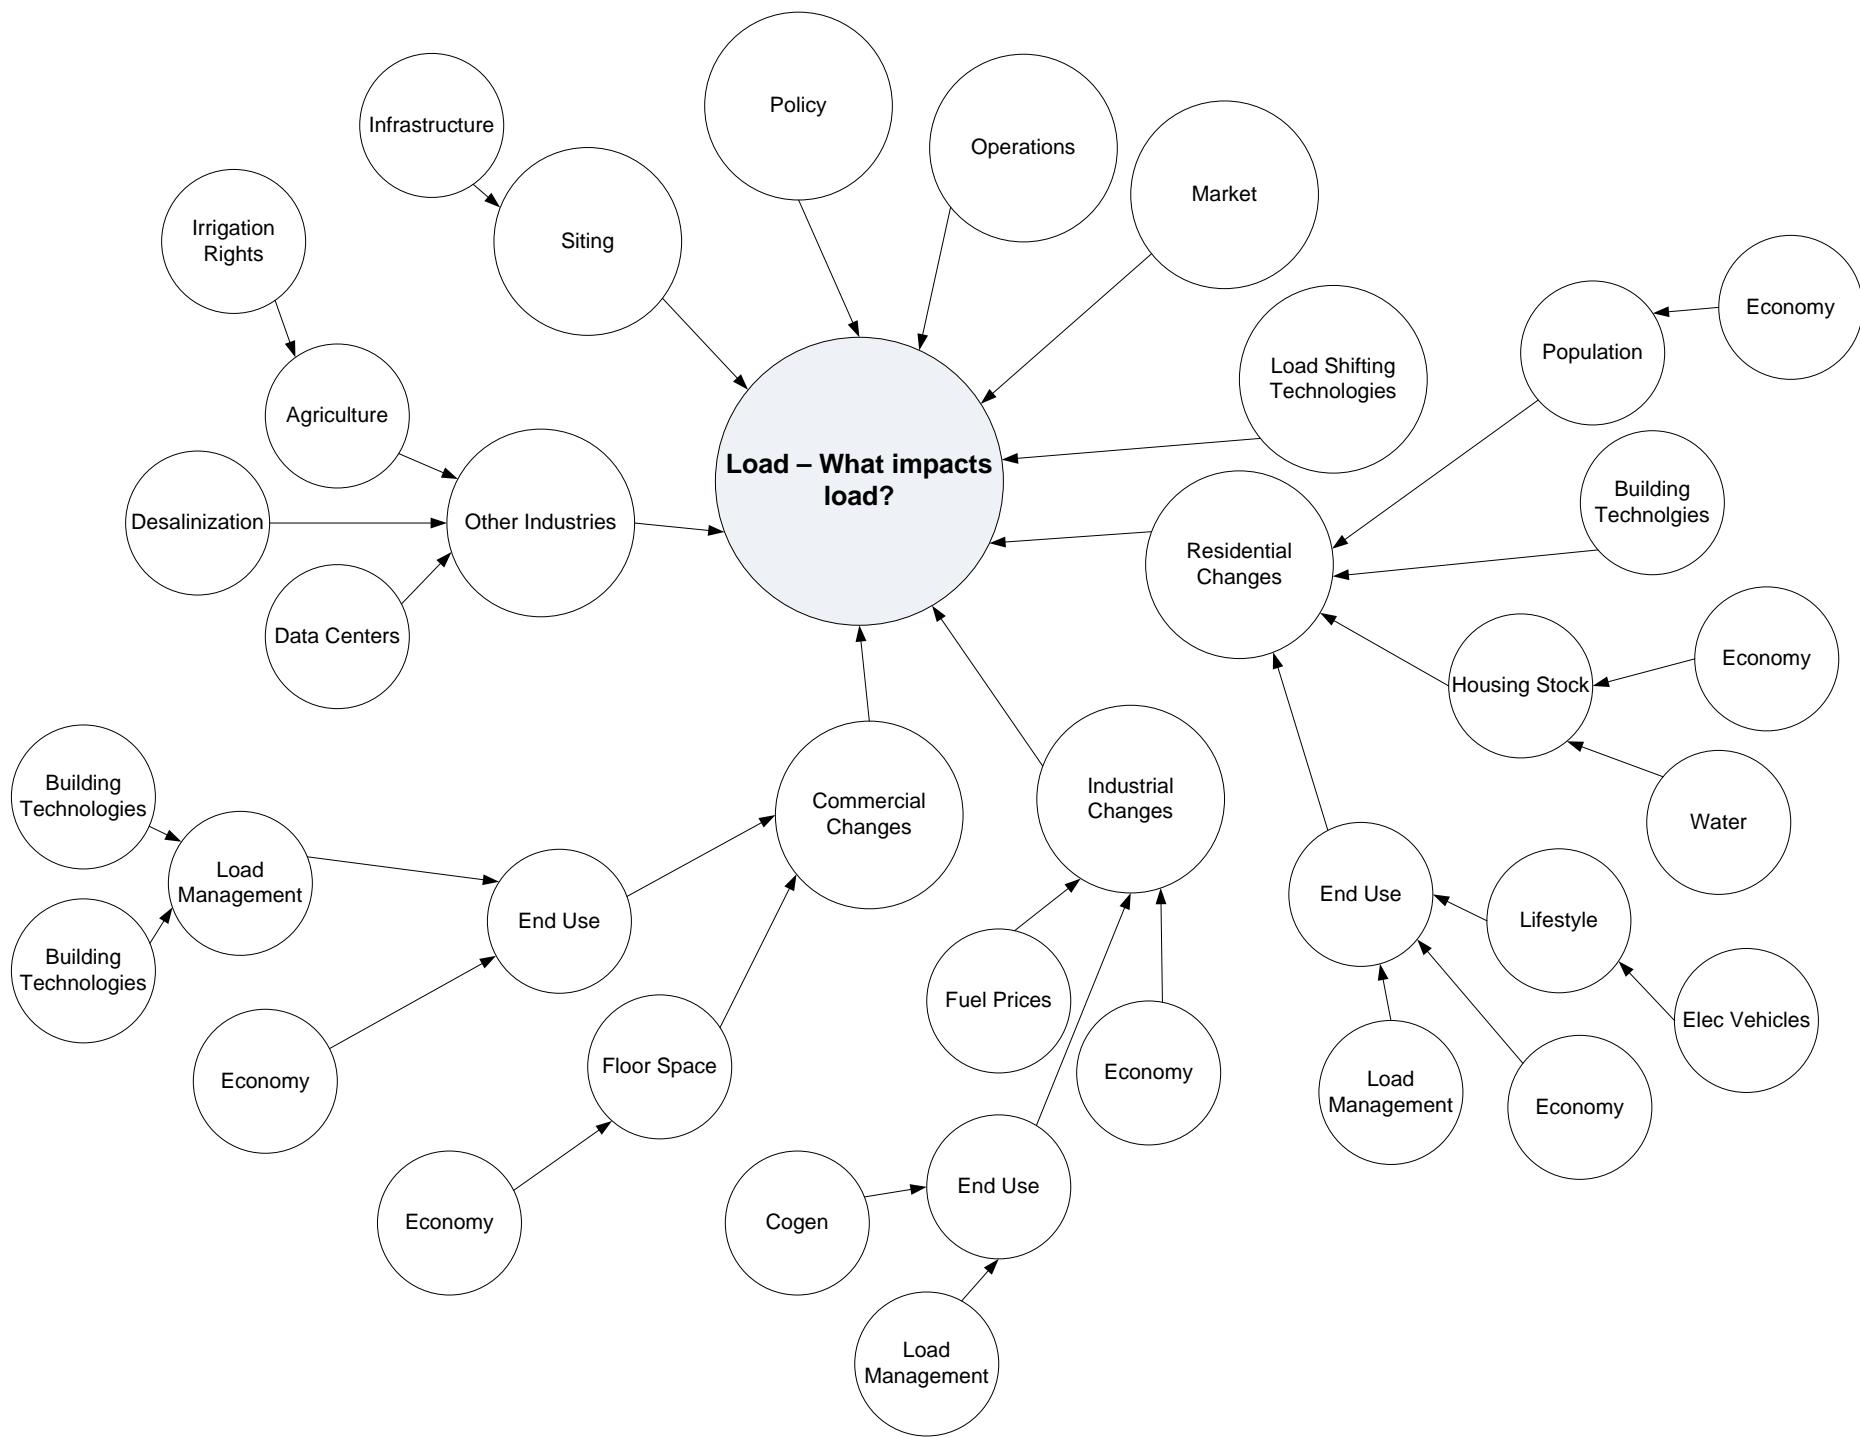 Policy
Infrastructure
Operations
Market
Irrigation
Rights
Siting
Economy
Population
Load Shifting
Technologies
Agriculture
Load – What impacts
load?
Building
Technolgies
Desalinization
Other Industries
Residential
Changes
Data Centers
Economy
Housing Stock
Building
Technologies
Industrial
Changes
Commercial
Changes
Water
Load
Management
End Use
End Use
Lifestyle
Building
Technologies
Fuel Prices
Elec Vehicles
Floor Space
Economy
Economy
Load
Management
Economy
End Use
Economy
Cogen
Load
Management